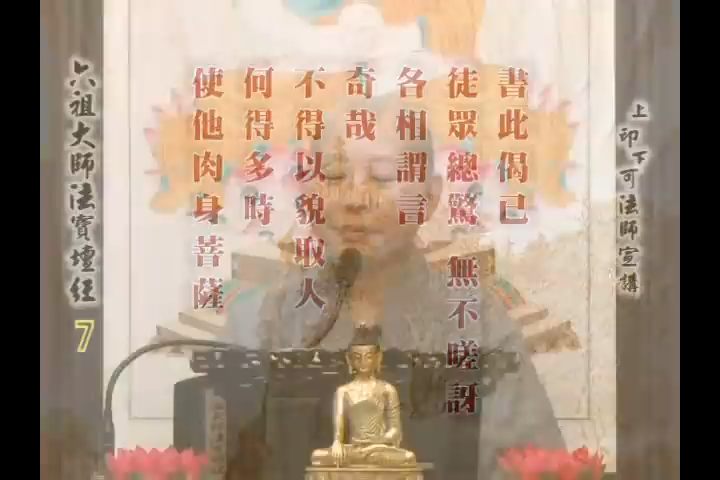 上印下可法師宣講
書此偈已
徒眾總驚 無不嗟訝
各相謂言
奇哉
不得以貌取人
何得多時
使他肉身菩薩
六祖大師法寶壇經
7